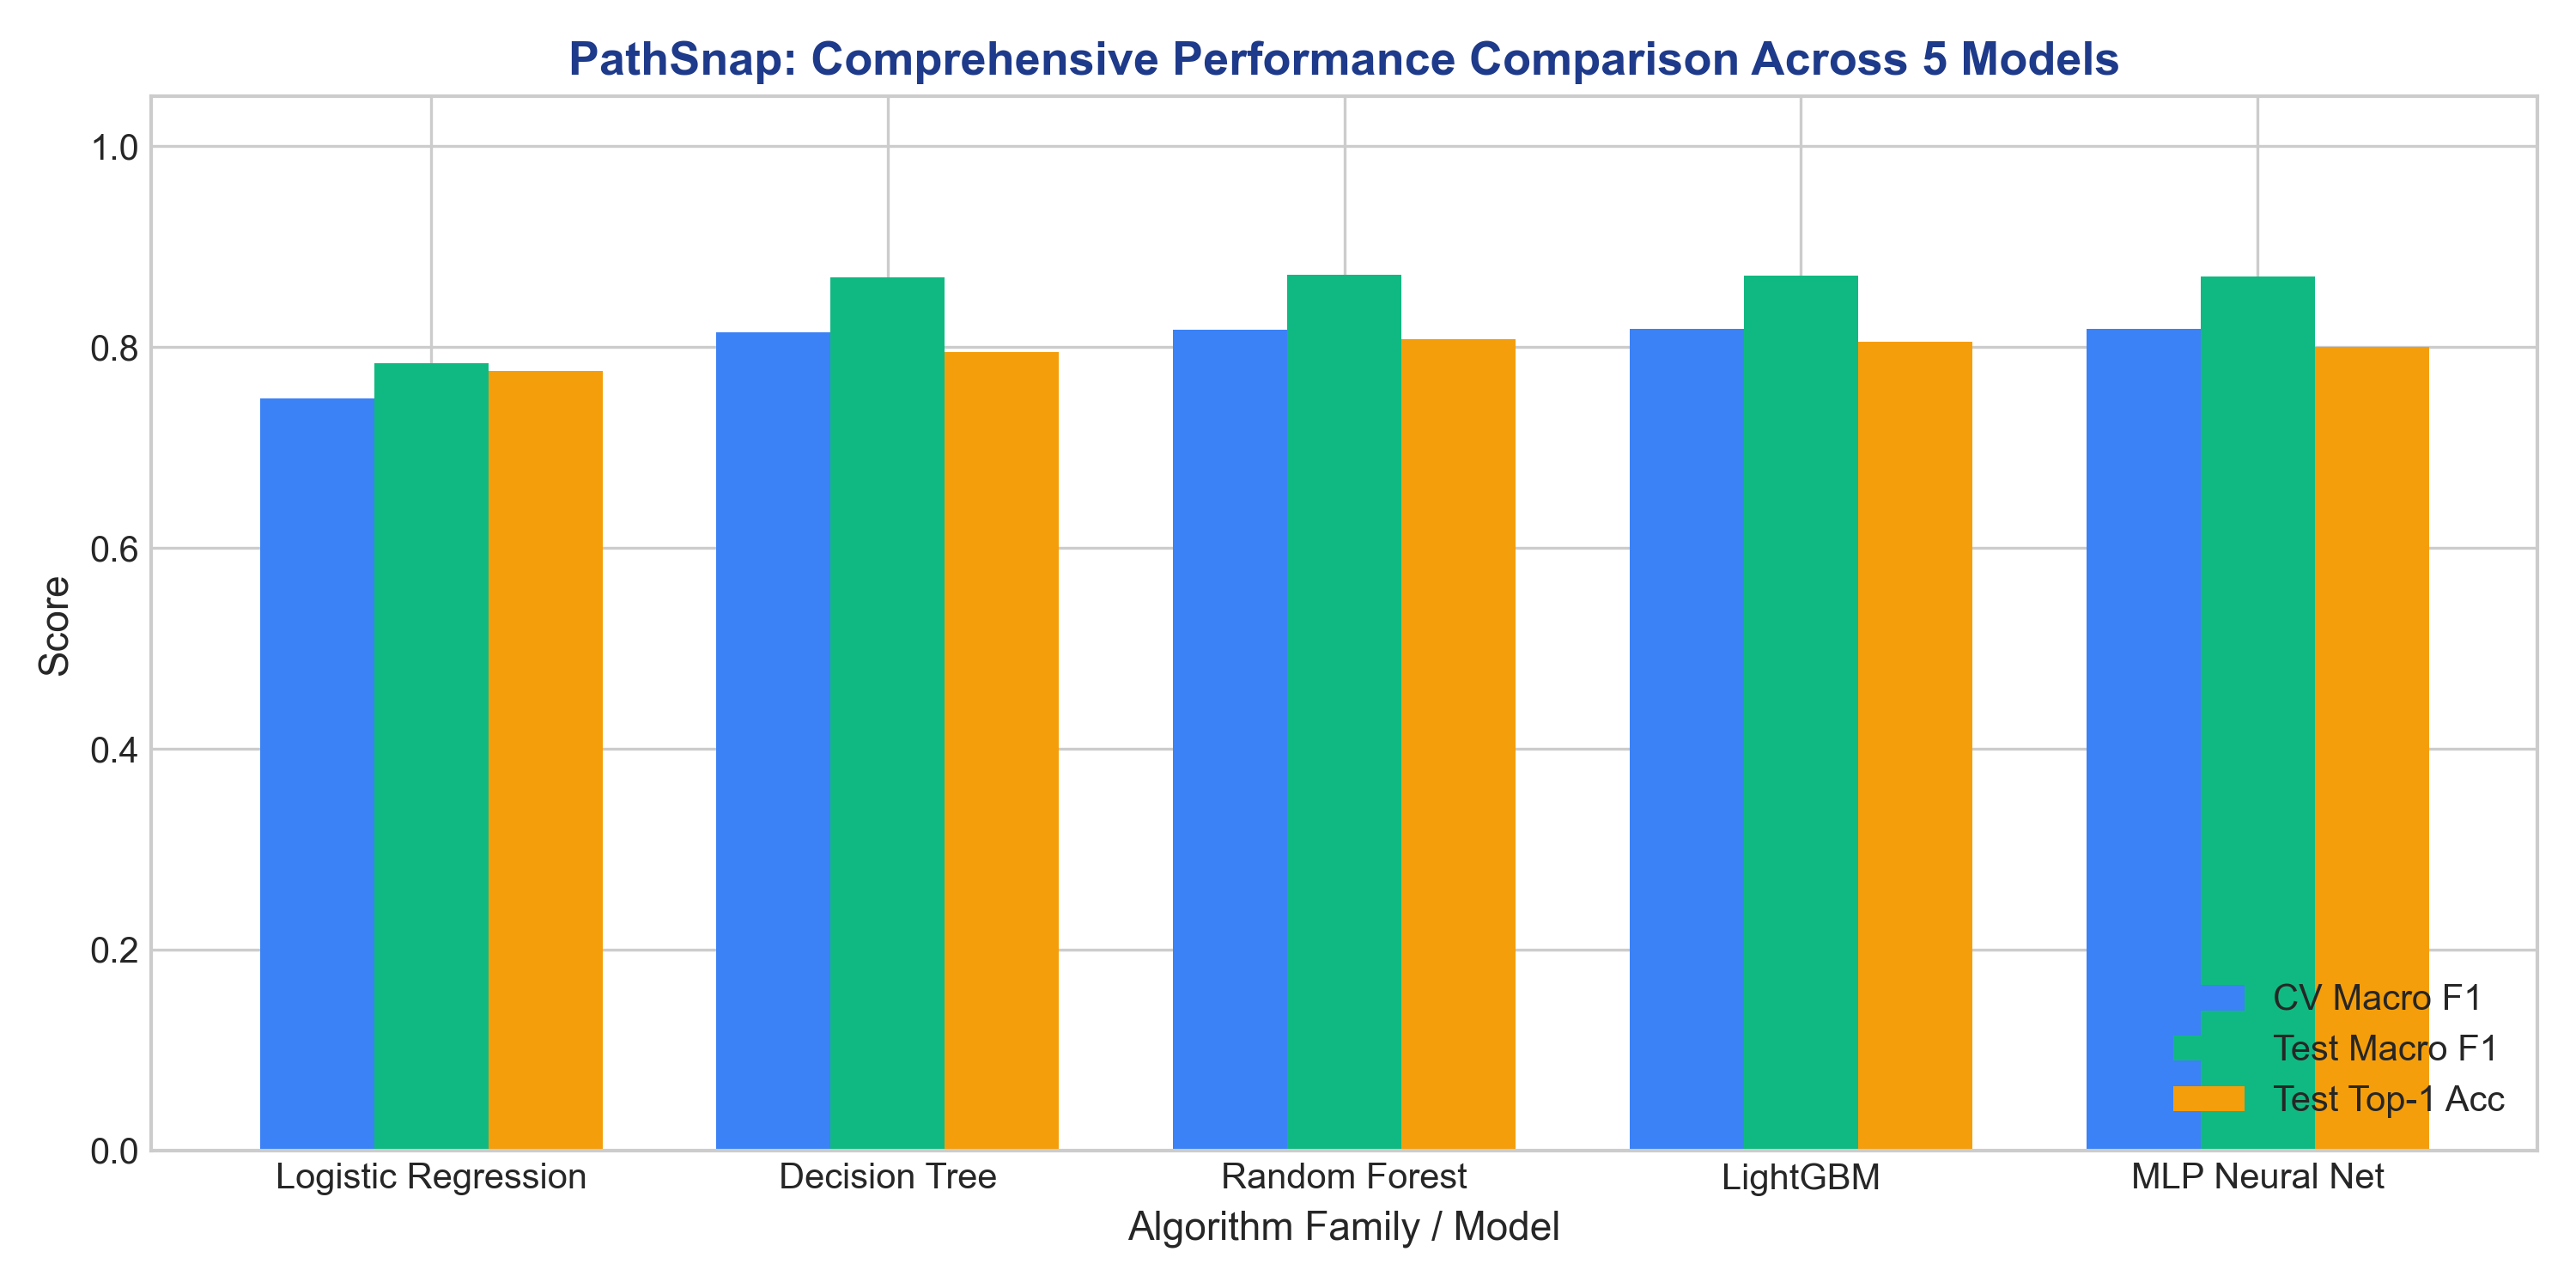 PathSnap: Comprehensive Performance Comparison Across 5 Models
1.0
0.8
0.6
0.4
0.2
0.0
Score
Logistic Regression
Decision Tree
Random Forest
LightGBM
MLP Neural Net
Algorithm Family / Model
CV Macro F1
Test Macro F1
Test Top-1 Acc